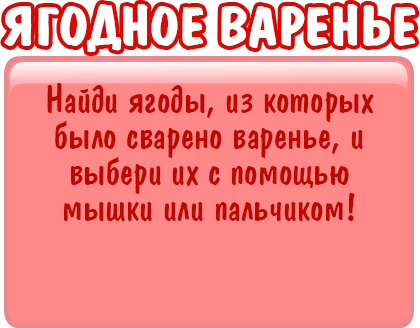 ЯГОДНОЕ ВАРЕНЬЕ
Найди ягоды, из которых
было сварено варенье, и
выбери их с помощью
мышки или пальчиком!